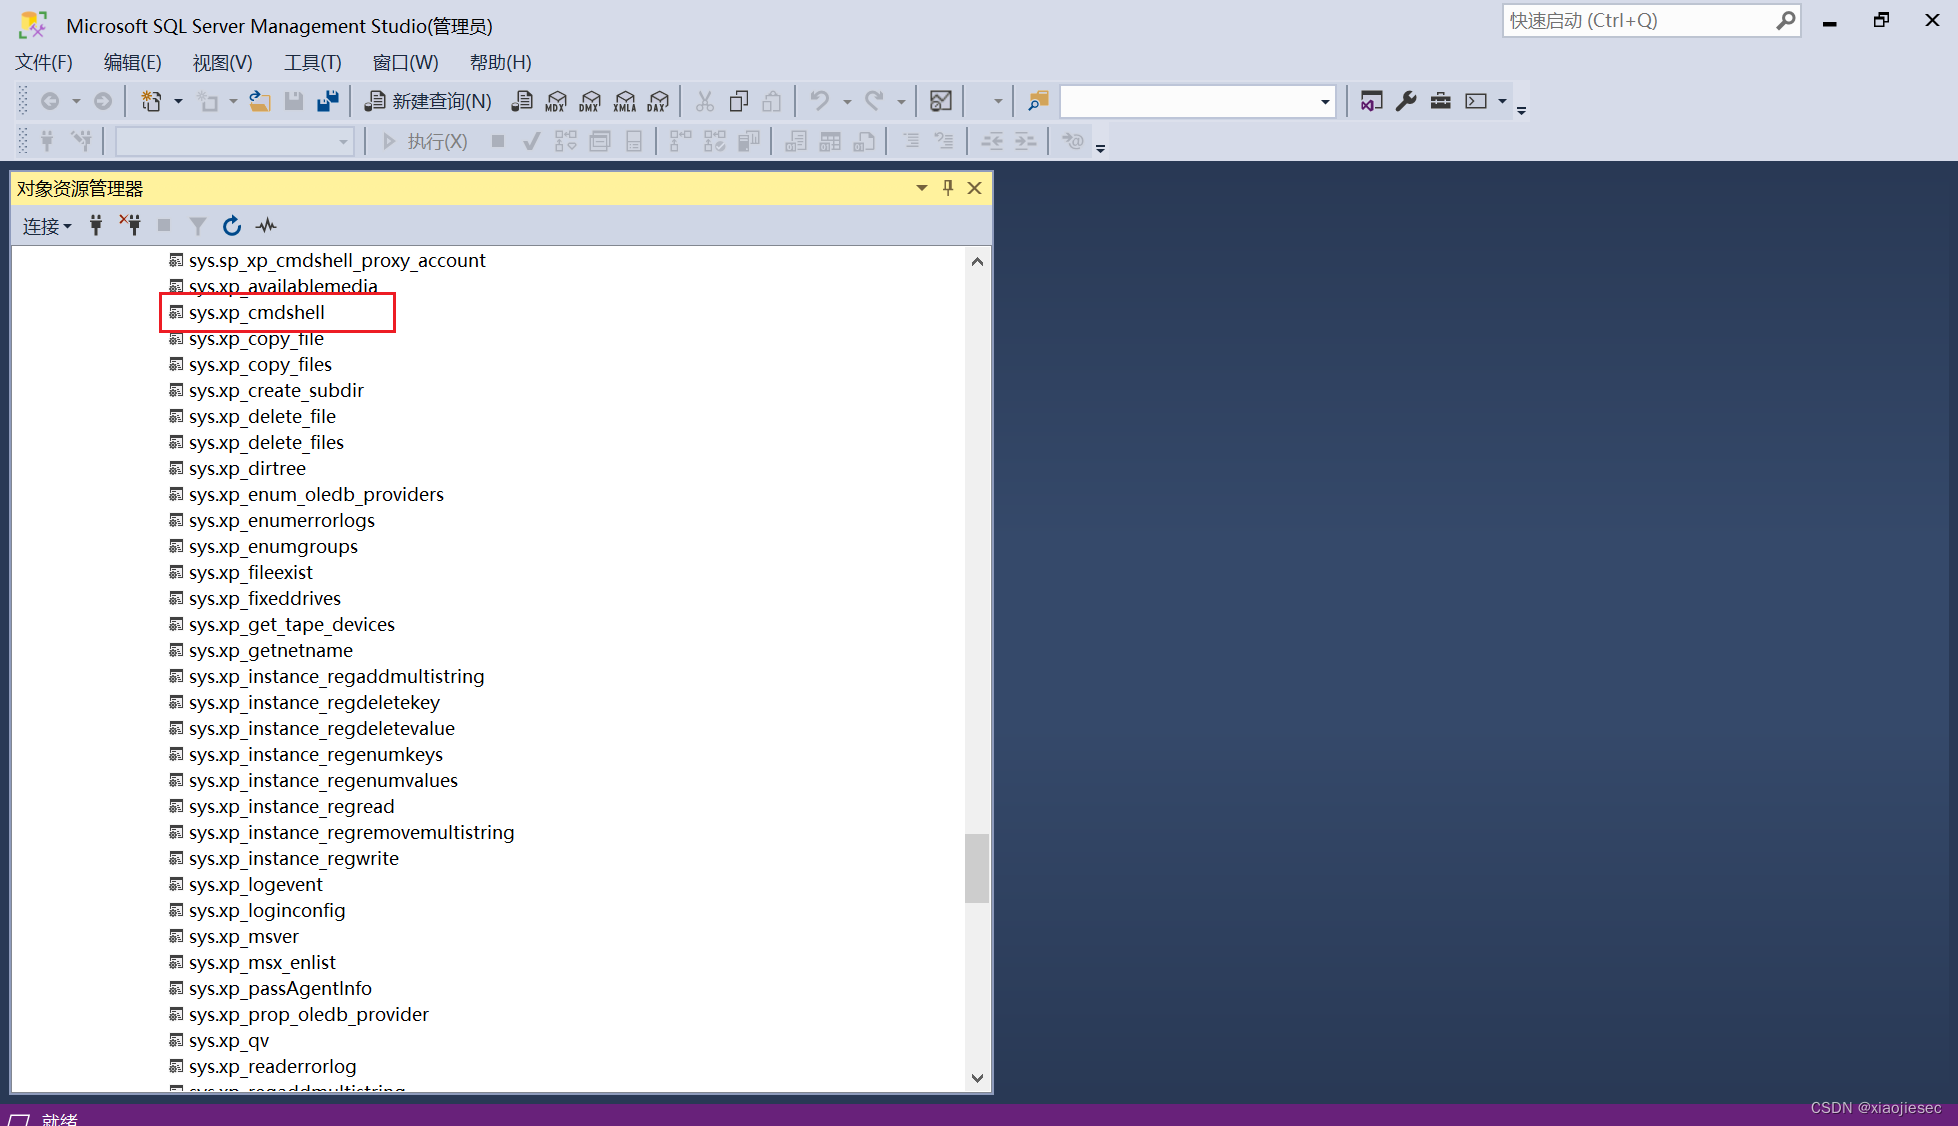 Microsoft SQL Server Management Studio(管理员)
快速启动 (Ctrl+Q)
文件(F) 编辑(E) 视图(V) 工具(T) 窗口(W) 帮助(H)
新建查询(N) MDX DMX XMLA DAX
执行(X)
对象资源管理器
连接
sys.sp_xp_cmdshell_proxy_account
sys.xp_availablemedia
sys.xp_cmdshell
sys.xp_copy_file
sys.xp_copy_files
sys.xp_create_subdir
sys.xp_delete_file
sys.xp_delete_files
sys.xp_dirtree
sys.xp_enum_oledb_providers
sys.xp_enumerrorlogs
sys.xp_enumgroups
sys.xp_fileexist
sys.xp_fixeddrives
sys.xp_get_tape_devices
sys.xp_getnetname
sys.xp_instance_regaddmultistring
sys.xp_instance_regdeletekey
sys.xp_instance_regdeletevalue
sys.xp_instance_regenumkeys
sys.xp_instance_regenumvalues
sys.xp_instance_regread
sys.xp_instance_regremovemultistring
sys.xp_instance_regwrite
sys.xp_logevent
sys.xp_loginconfig
sys.xp_msver
sys.xp_msx_enlist
sys.xp_passAgentInfo
sys.xp_prop_oledb_provider
sys.xp_qv
sys.xp_readerrorlog
sys.xp_regaddmultistring
就绪
CSDN @xiaojiesec